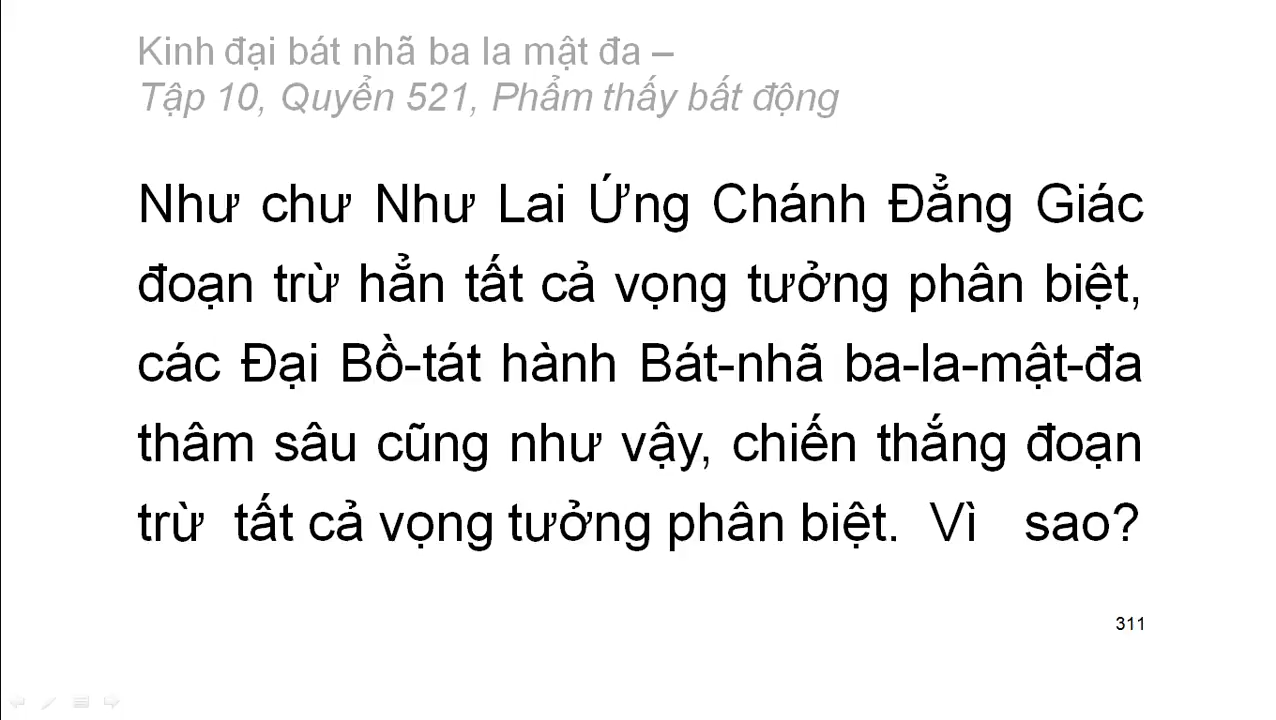 Kinh đại bát nhã ba la mật đa –
Tập 10, Quyển 521, Phẩm thấy bất động
Như chư Như Lai Ứng Chánh Đẳng Giác
đoạn trừ hẳn tất cả vọng tưởng phân biệt,
các Đại Bồ-tát hành Bát-nhã ba-la-mật-đa
thâm sâu cũng như vậy, chiến thắng đoạn
trừ tất cả vọng tưởng phân biệt. Vì sao?
311